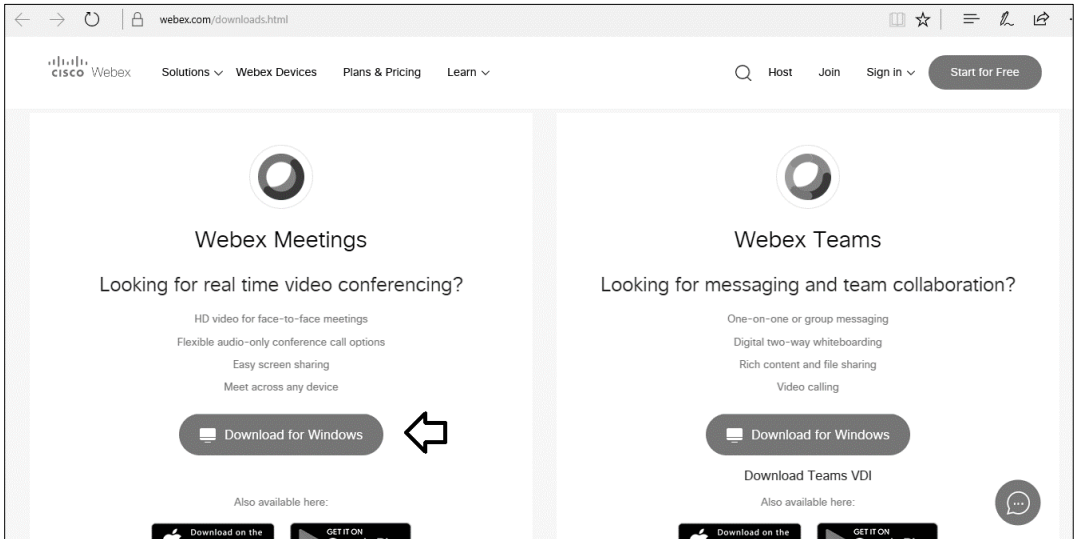 webex.com/downloads.html
CISCO Webex Solutions Webex Devices Plans & Pricing Learn Host Join Sign in Start for Free
Webex Meetings
Looking for real time video conferencing?
HD video for face-to-face meetings
Flexible audio-only conference call options
Easy screen sharing
Meet across any device
Download for Windows
Also available here:
Download on the
GET IT ON
Webex Teams
Looking for messaging and team collaboration?
One-on-one or group messaging
Digital two-way whiteboarding
Rich content and file sharing
Video calling
Download for Windows
Download Teams VDI
Also available here:
Download on the
GET IT ON